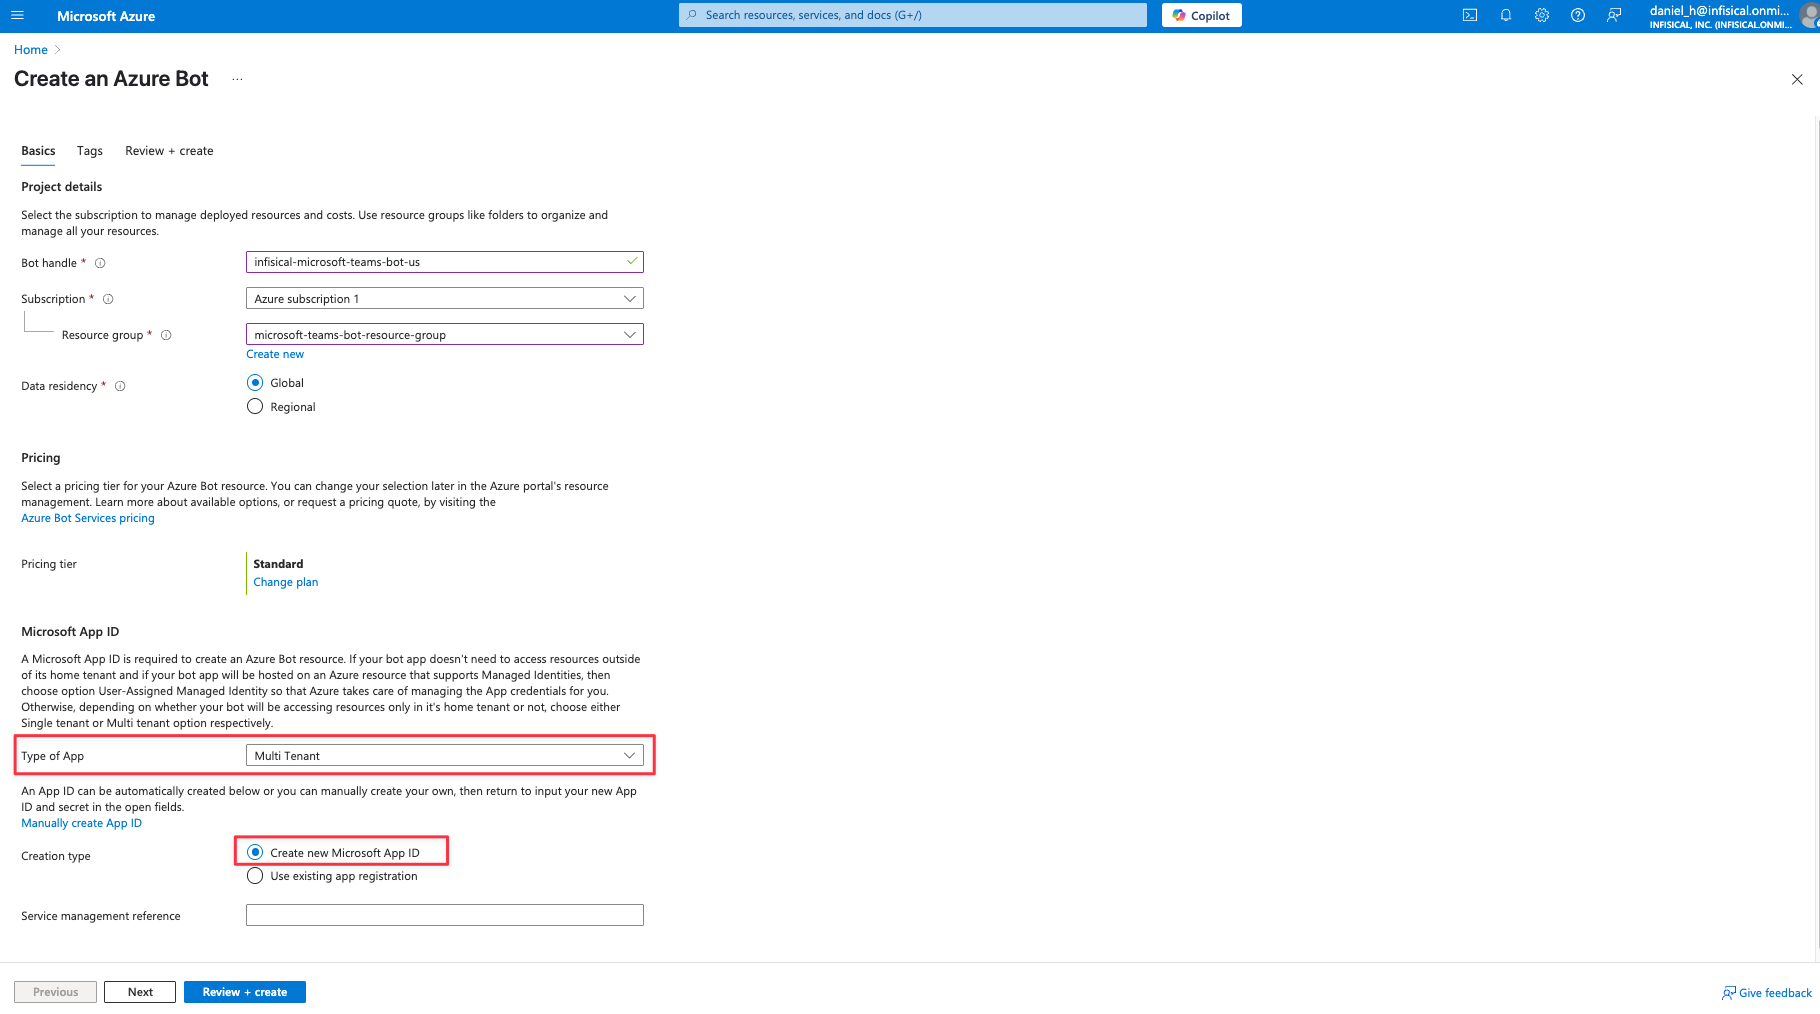 Microsoft Azure
Search resources, services, and docs (G+/)
Copilot
daniel_h@infisical.onmi...
INFISICAL, INC. (INFISICAL.ONMI...
Home
Create an Azure Bot
...
Basics
Tags
Review + create
Project details
Select the subscription to manage deployed resources and costs. Use resource groups like folders to organize and
manage all your resources.
Bot handle *
infisical-microsoft-teams-bot-us
Subscription *
Azure subscription 1
Resource group *
microsoft-teams-bot-resource-group
Create new
Data residency *
Global
Regional
Pricing
Select a pricing tier for your Azure Bot resource. You can change your selection later in the Azure portal's resource
management. Learn more about available options, or request a pricing quote, by visiting the
Azure Bot Services pricing
Pricing tier
Standard
Change plan
Microsoft App ID
A Microsoft App ID is required to create an Azure Bot resource. If your bot app doesn't need to access resources outside
of its home tenant and if your bot app will be hosted on an Azure resource that supports Managed Identities, then
choose option User-Assigned Managed Identity so that Azure takes care of managing the App credentials for you.
Otherwise, depending on whether your bot will be accessing resources only in it's home tenant or not, choose either
Single tenant or Multi tenant option respectively.
Type of App
Multi Tenant
An App ID can be automatically created below or you can manually create your own, then return to input your new App
ID and secret in the open fields.
Manually create App ID
Creation type
Create new Microsoft App ID
Use existing app registration
Service management reference
Previous
Next
Review + create
Give feedback